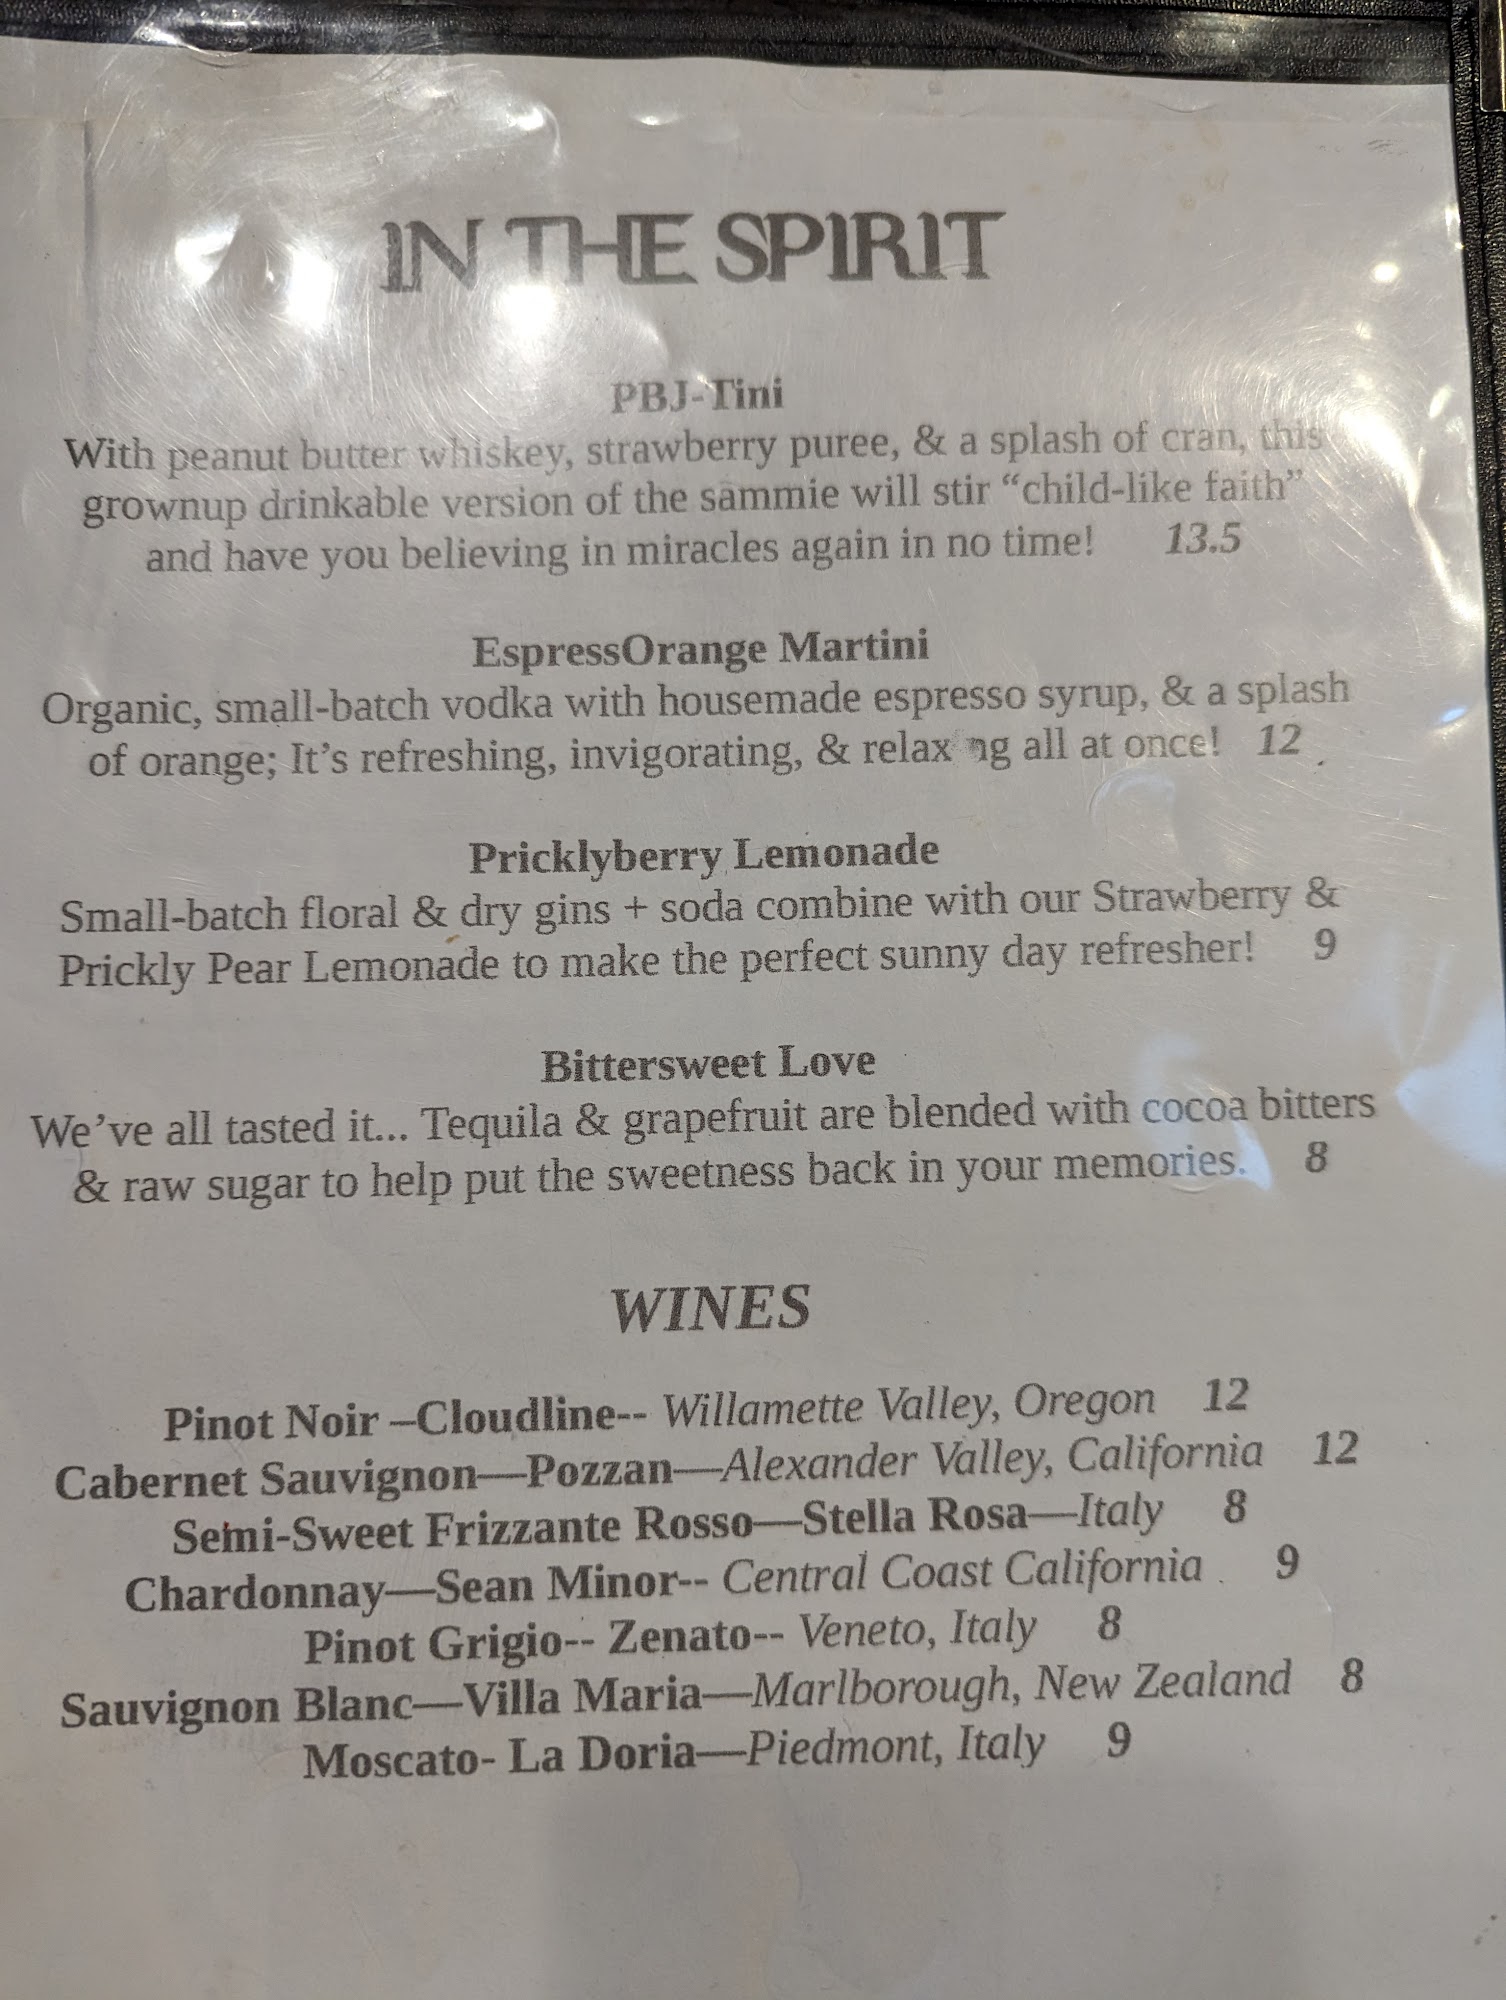 IN THE SPIRIT
PBJ-Tini
With peanut butter whiskey, strawberry puree, & a splash of cran, this
grownup drinkable version of the sammie will stir “child-like faith”
and have you believing in miracles again in no time! 13.5
EspressOrange Martini
Organic, small-batch vodka with housemade espresso syrup, & a splash
of orange; It’s refreshing, invigorating, & relaxing all at once! 12
Pricklyberry Lemonade
Small-batch floral & dry gins + soda combine with our Strawberry &
Prickly Pear Lemonade to make the perfect sunny day refresher! 9
Bittersweet Love
We’ve all tasted it... Tequila & grapefruit are blended with cocoa bitters
& raw sugar to help put the sweetness back in your memories. 8
WINES
Pinot Noir –Cloudline-- Willamette Valley, Oregon 12
Cabernet Sauvignon—Pozzan—Alexander Valley, California 12
Semi-Sweet Frizzante Rosso—Stella Rosa—Italy 8
Chardonnay—Sean Minor-- Central Coast California 9
Pinot Grigio-- Zenato-- Veneto, Italy 8
Sauvignon Blanc—Villa Maria—Marlborough, New Zealand 8
Moscato- La Doria—Piedmont, Italy 9